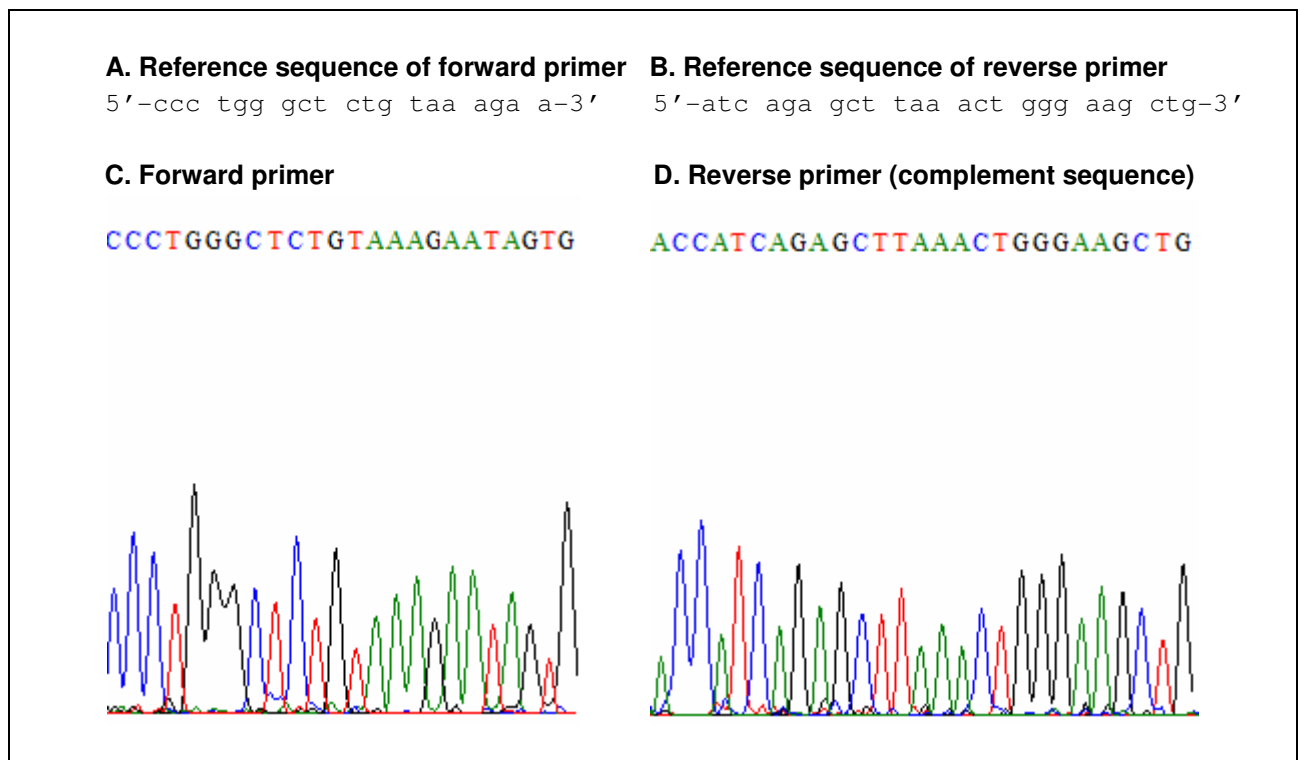 A. Reference sequence of forward primer
5’-ccc tgg gct ctg taa aga a-3’
B. Reference sequence of reverse primer
5’-atc aga gct taa act ggg aag ctg-3’
C. Forward primer
CCCTGGGCTCTGTAAAGAATAGTG
D. Reverse primer (complement sequence)
ACCATCAGAGCTTAAACTGGGAAGCTG